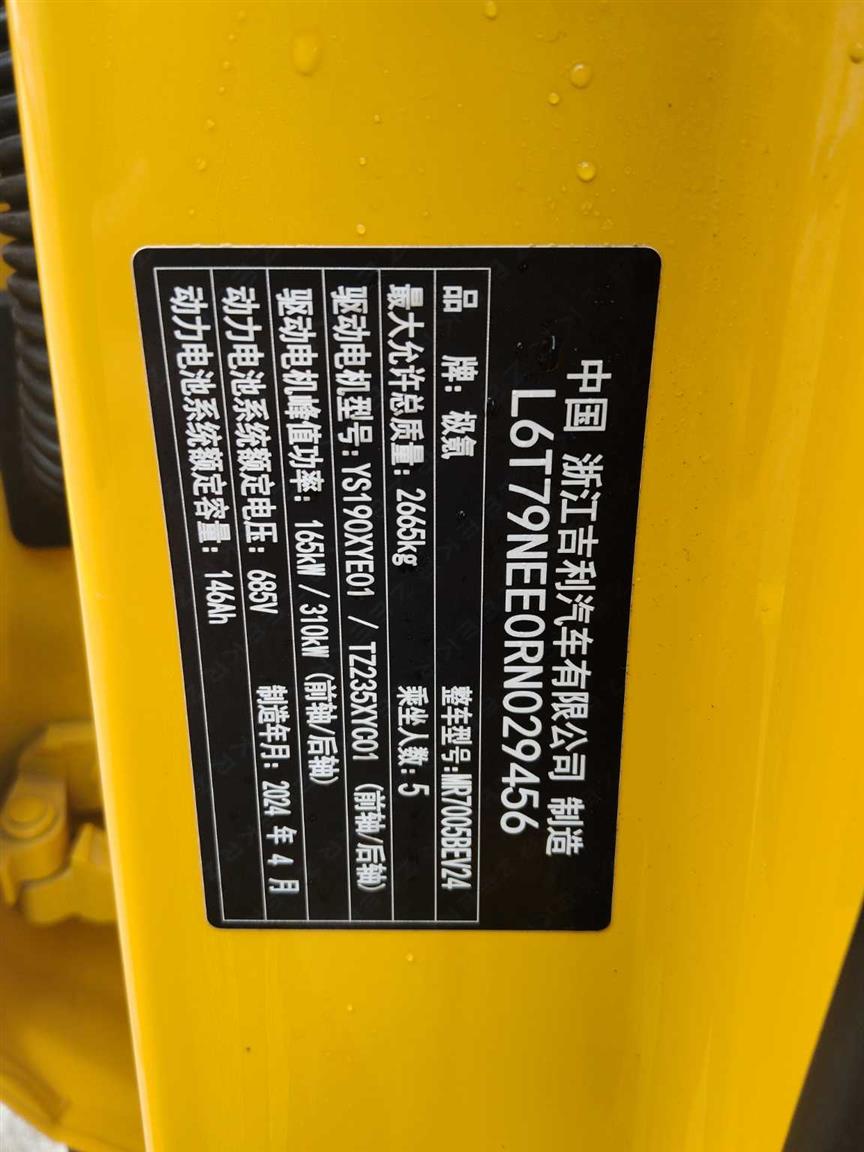 中国 浙江吉利汽车有限公司 制造
L6T79NEE0RN029456
品 牌: 极氪 整车型号:MR7005BEV24
最大允许总质量: 2665kg 乘坐人数: 5
驱动电机型号: YS190XYE01 / TZ235XYG01 (前轴/后轴)
驱动电机峰值功率: 165kW / 310kW (前轴/后轴)
动力电池系统额定电压: 685V 制造年月: 2024 年 4 月
动力电池系统额定容量: 146Ah